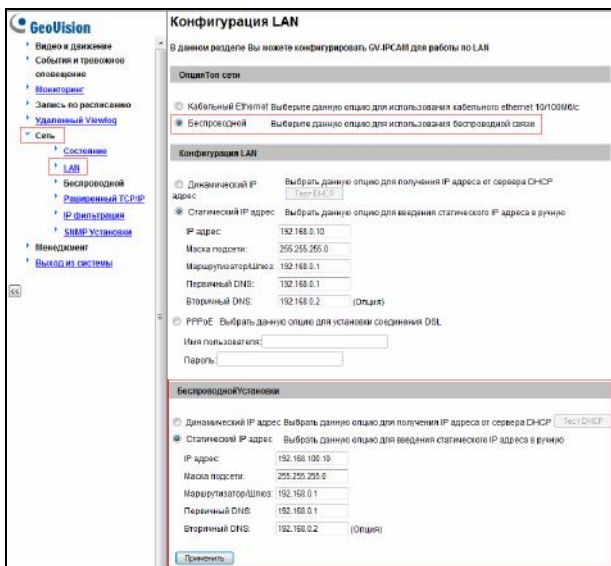 GeoVision
Видео и движение
События и тревожное
оповещение
Мониторинг
Запись по расписанию
Удаленный Viewlog
Сеть
Состояние
LAN
Беспроводной
Расширенный TCP/IP
IP фильтрация
SNMP Установки
Менеджмент
Выход из системы
<<
Конфигурация LAN
В данном разделе Вы можете конфигурировать GV-IPCAM для работы по LAN
ОпцияТоп сети
Кабельный Ethernet Выберите данную опцию для использования кабельного ethernet 10/100Мб/с
Беспроводной Выберите данную опцию для использования беспроводной связи
Конфигурация LAN
Динамический IP адрес Выбрать данную опцию для получения IP адреса от сервера DHCP
Тест DHCP
Статический IP адрес Выбрать данную опцию для введения статического IP адреса в ручную
IP адрес: 192.168.0.10
Маска подсети: 255.255.255.0
Маршрутизатор/Шлюз: 192.168.0.1
Первичный DNS: 192.168.0.1
Вторичный DNS: 192.168.0.2 (Опция)
PPPoE Выбрать данную опцию для установки соединения DSL
Имя пользователя:
Пароль:
БеспроводнойУстановки
Динамический IP адрес Выбрать данную опцию для получения IP адреса от сервера DHCP Тест DHCP
Статический IP адрес Выбрать данную опцию для введения статического IP адреса в ручную
IP адрес: 192.168.100.10
Маска подсети: 255.255.255.0
Маршрутизатор/Шлюз: 192.168.0.1
Первичный DNS: 192.168.0.1
Вторичный DNS: 192.168.0.2 (Опция)
Применить